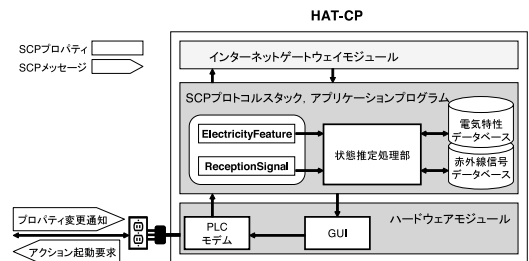 HAT-CP
SCPプロパティ
SCPメッセージ
インターネットゲートウェイモジュール
SCPプロトコルスタック, アプリケーションプログラム
ElectricityFeature
ReceptionSignal
状態推定処理部
電気特性
データベース
赤外線信号
データベース
プロパティ変更通知
アクション起動要求
PLC
モデム
GUI
ハードウェアモジュール